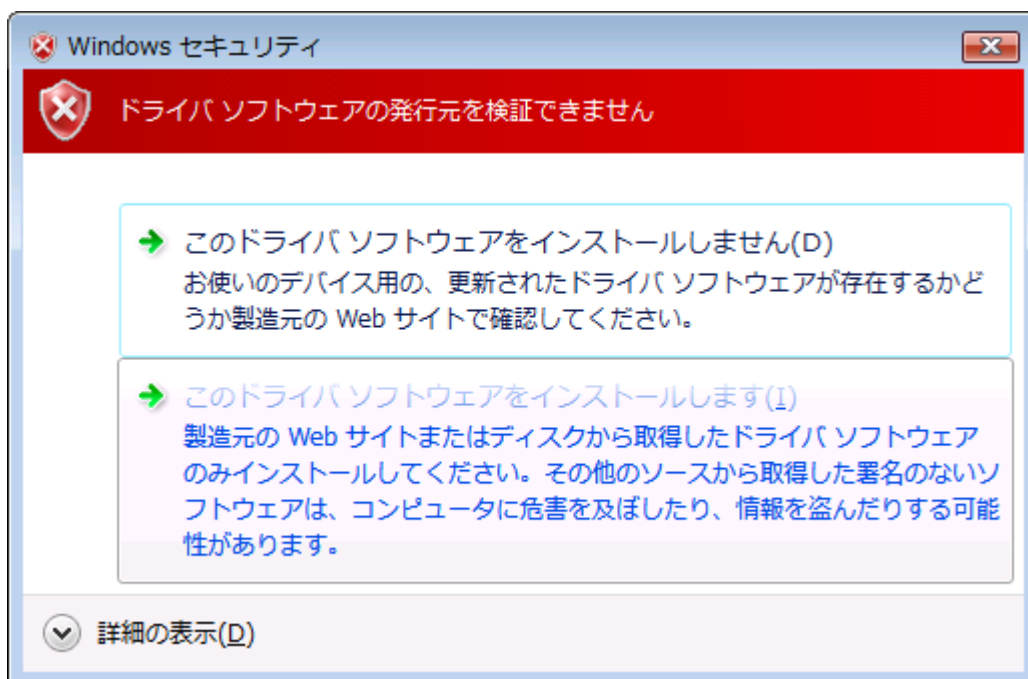 Windows セキュリティ
ドライバ ソフトウェアの発行元を検証できません
このドライバ ソフトウェアをインストールしません(D)
お使いのデバイス用の、更新されたドライバ ソフトウェアが存在するかど
うか製造元の Web サイトで確認してください。
このドライバ ソフトウェアをインストールします(I)
製造元の Web サイトまたはディスクから取得したドライバ ソフトウェア
のみインストールしてください。その他のソースから取得した署名のないソ
フトウェアは、コンピュータに危害を及ぼしたり、情報を盗んだりする可能
性があります。
詳細の表示(D)